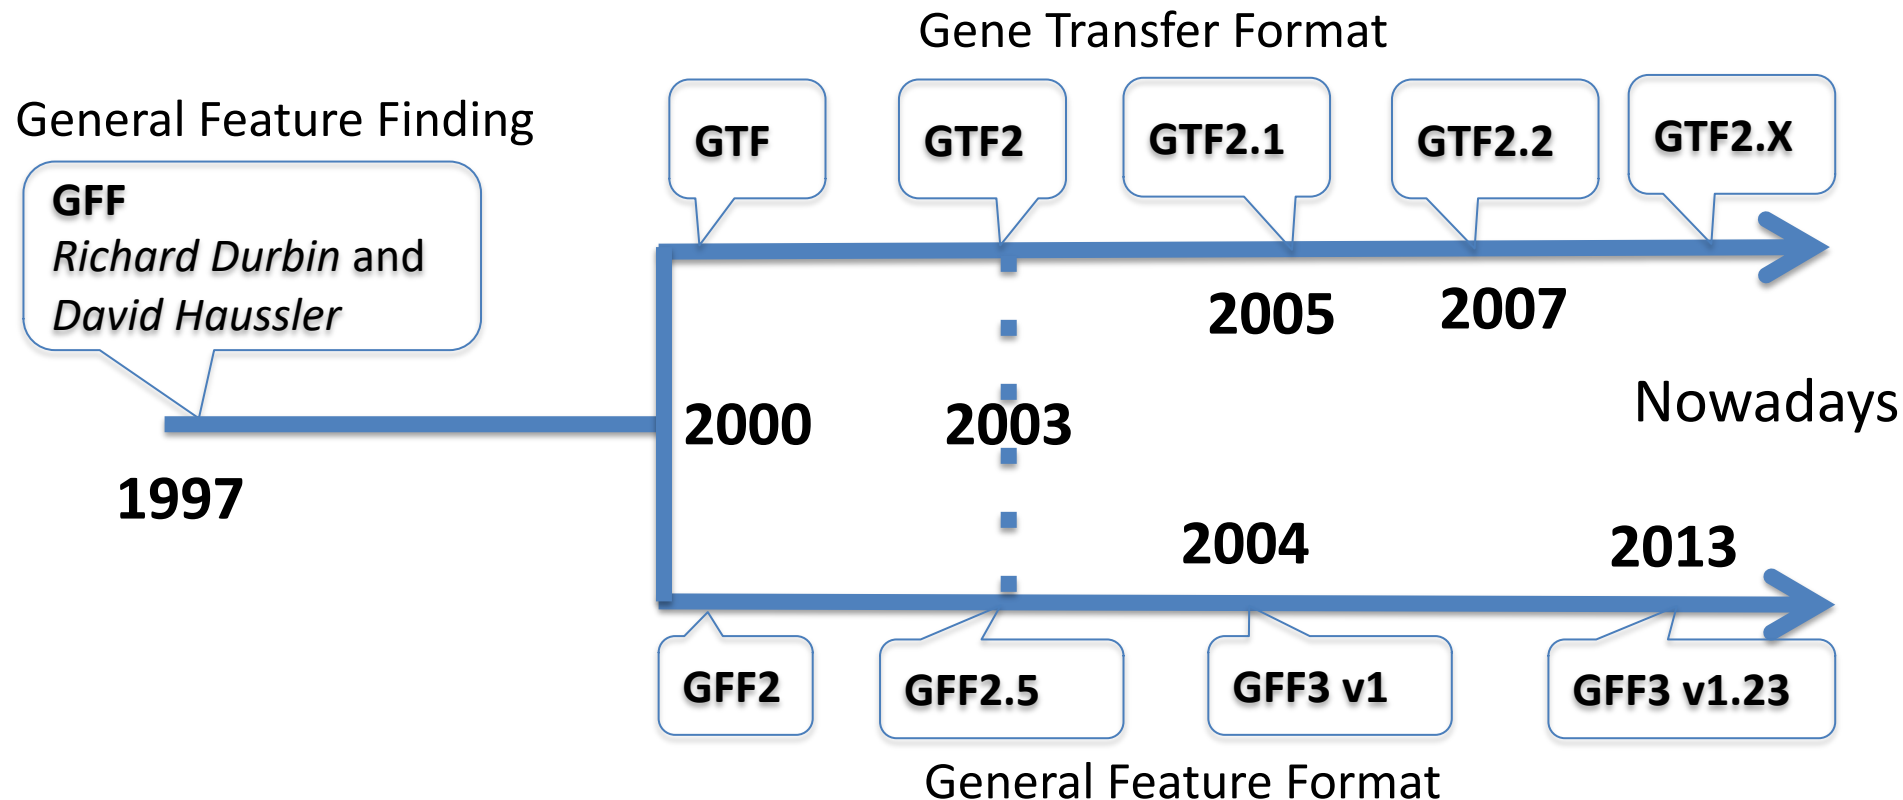 Gene Transfer Format
General Feature Finding
GTF
GTF2
GTF2.1
GTF2.2
GTF2.X
GFF
Richard Durbin and
David Haussler
2005
2007
2000
2003
Nowadays
1997
2004
2013
GFF2
GFF2.5
GFF3 v1
GFF3 v1.23
General Feature Format